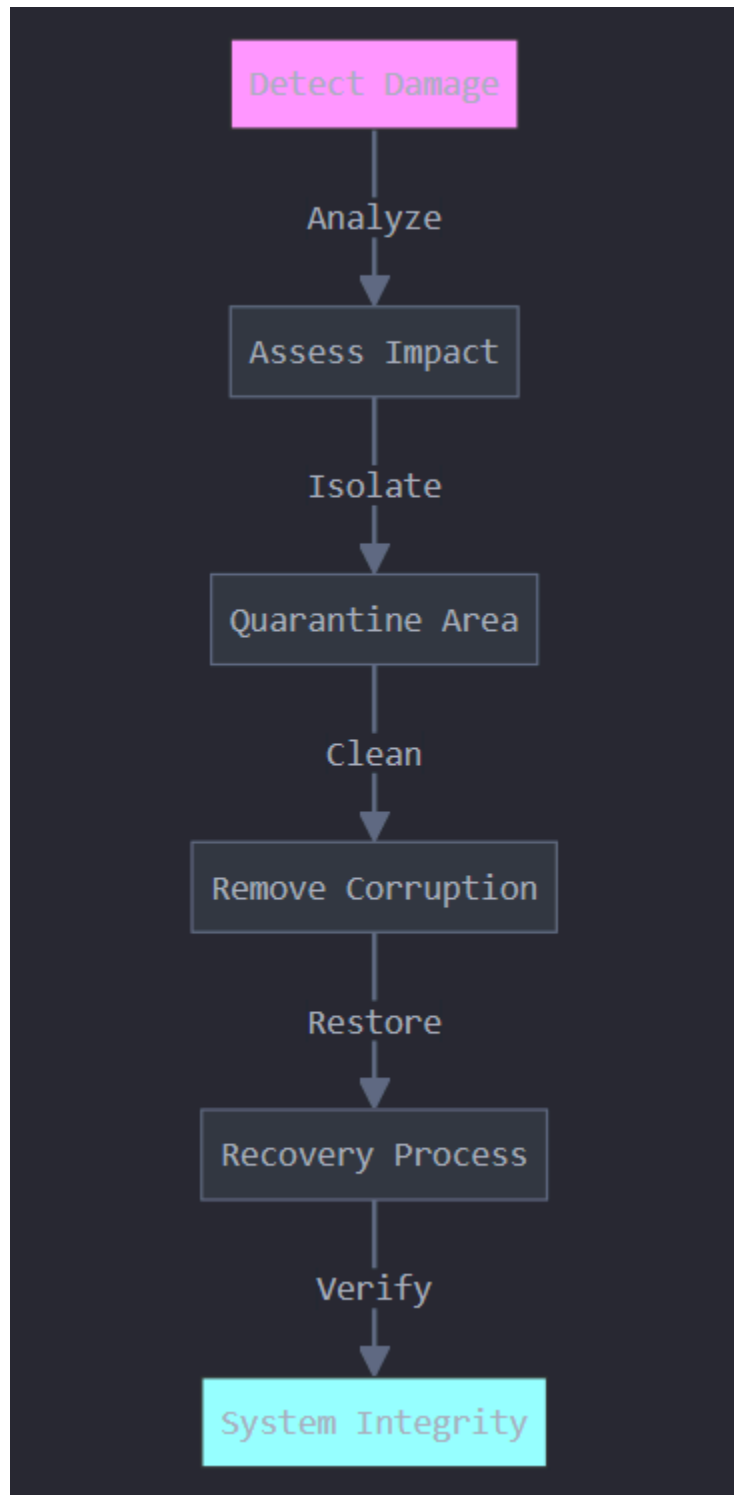 Detect Damage
Analyze
Assess Impact
Isolate
Quarantine Area
Clean
Remove Corruption
Restore
Recovery Process
Verify
System Integrity